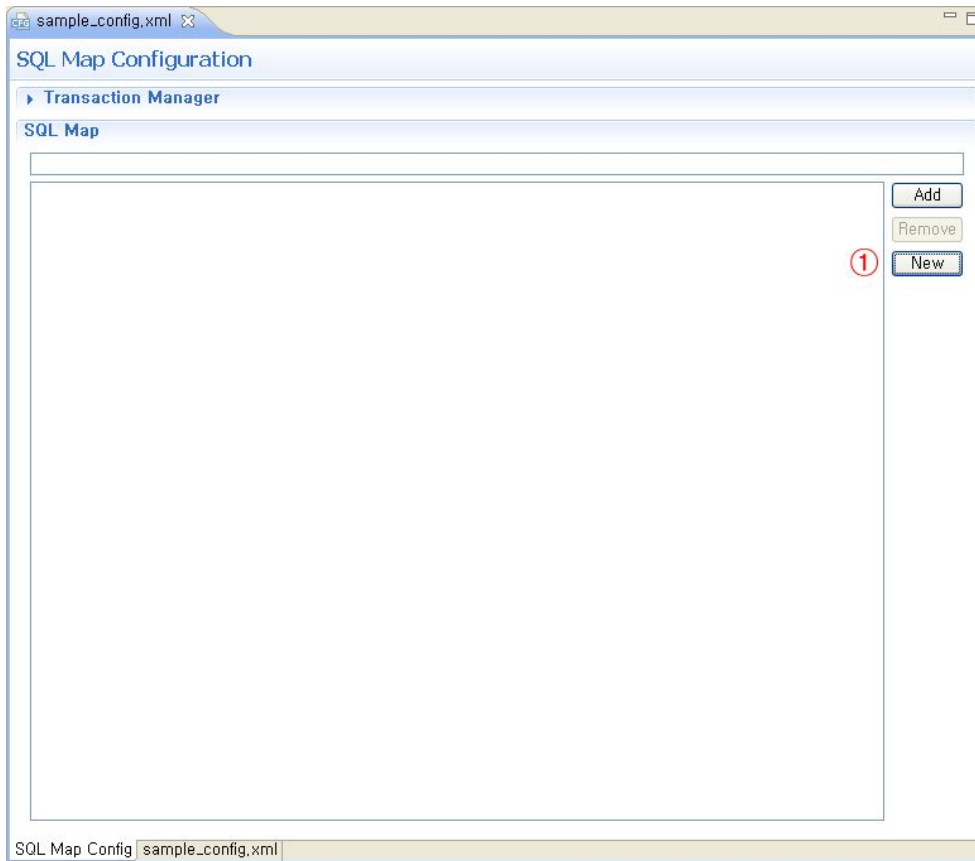 sample_config.xml
SQL Map Configuration
Transaction Manager
SQL Map
Add
Remove
① New
SQL Map Config sample_config.xml